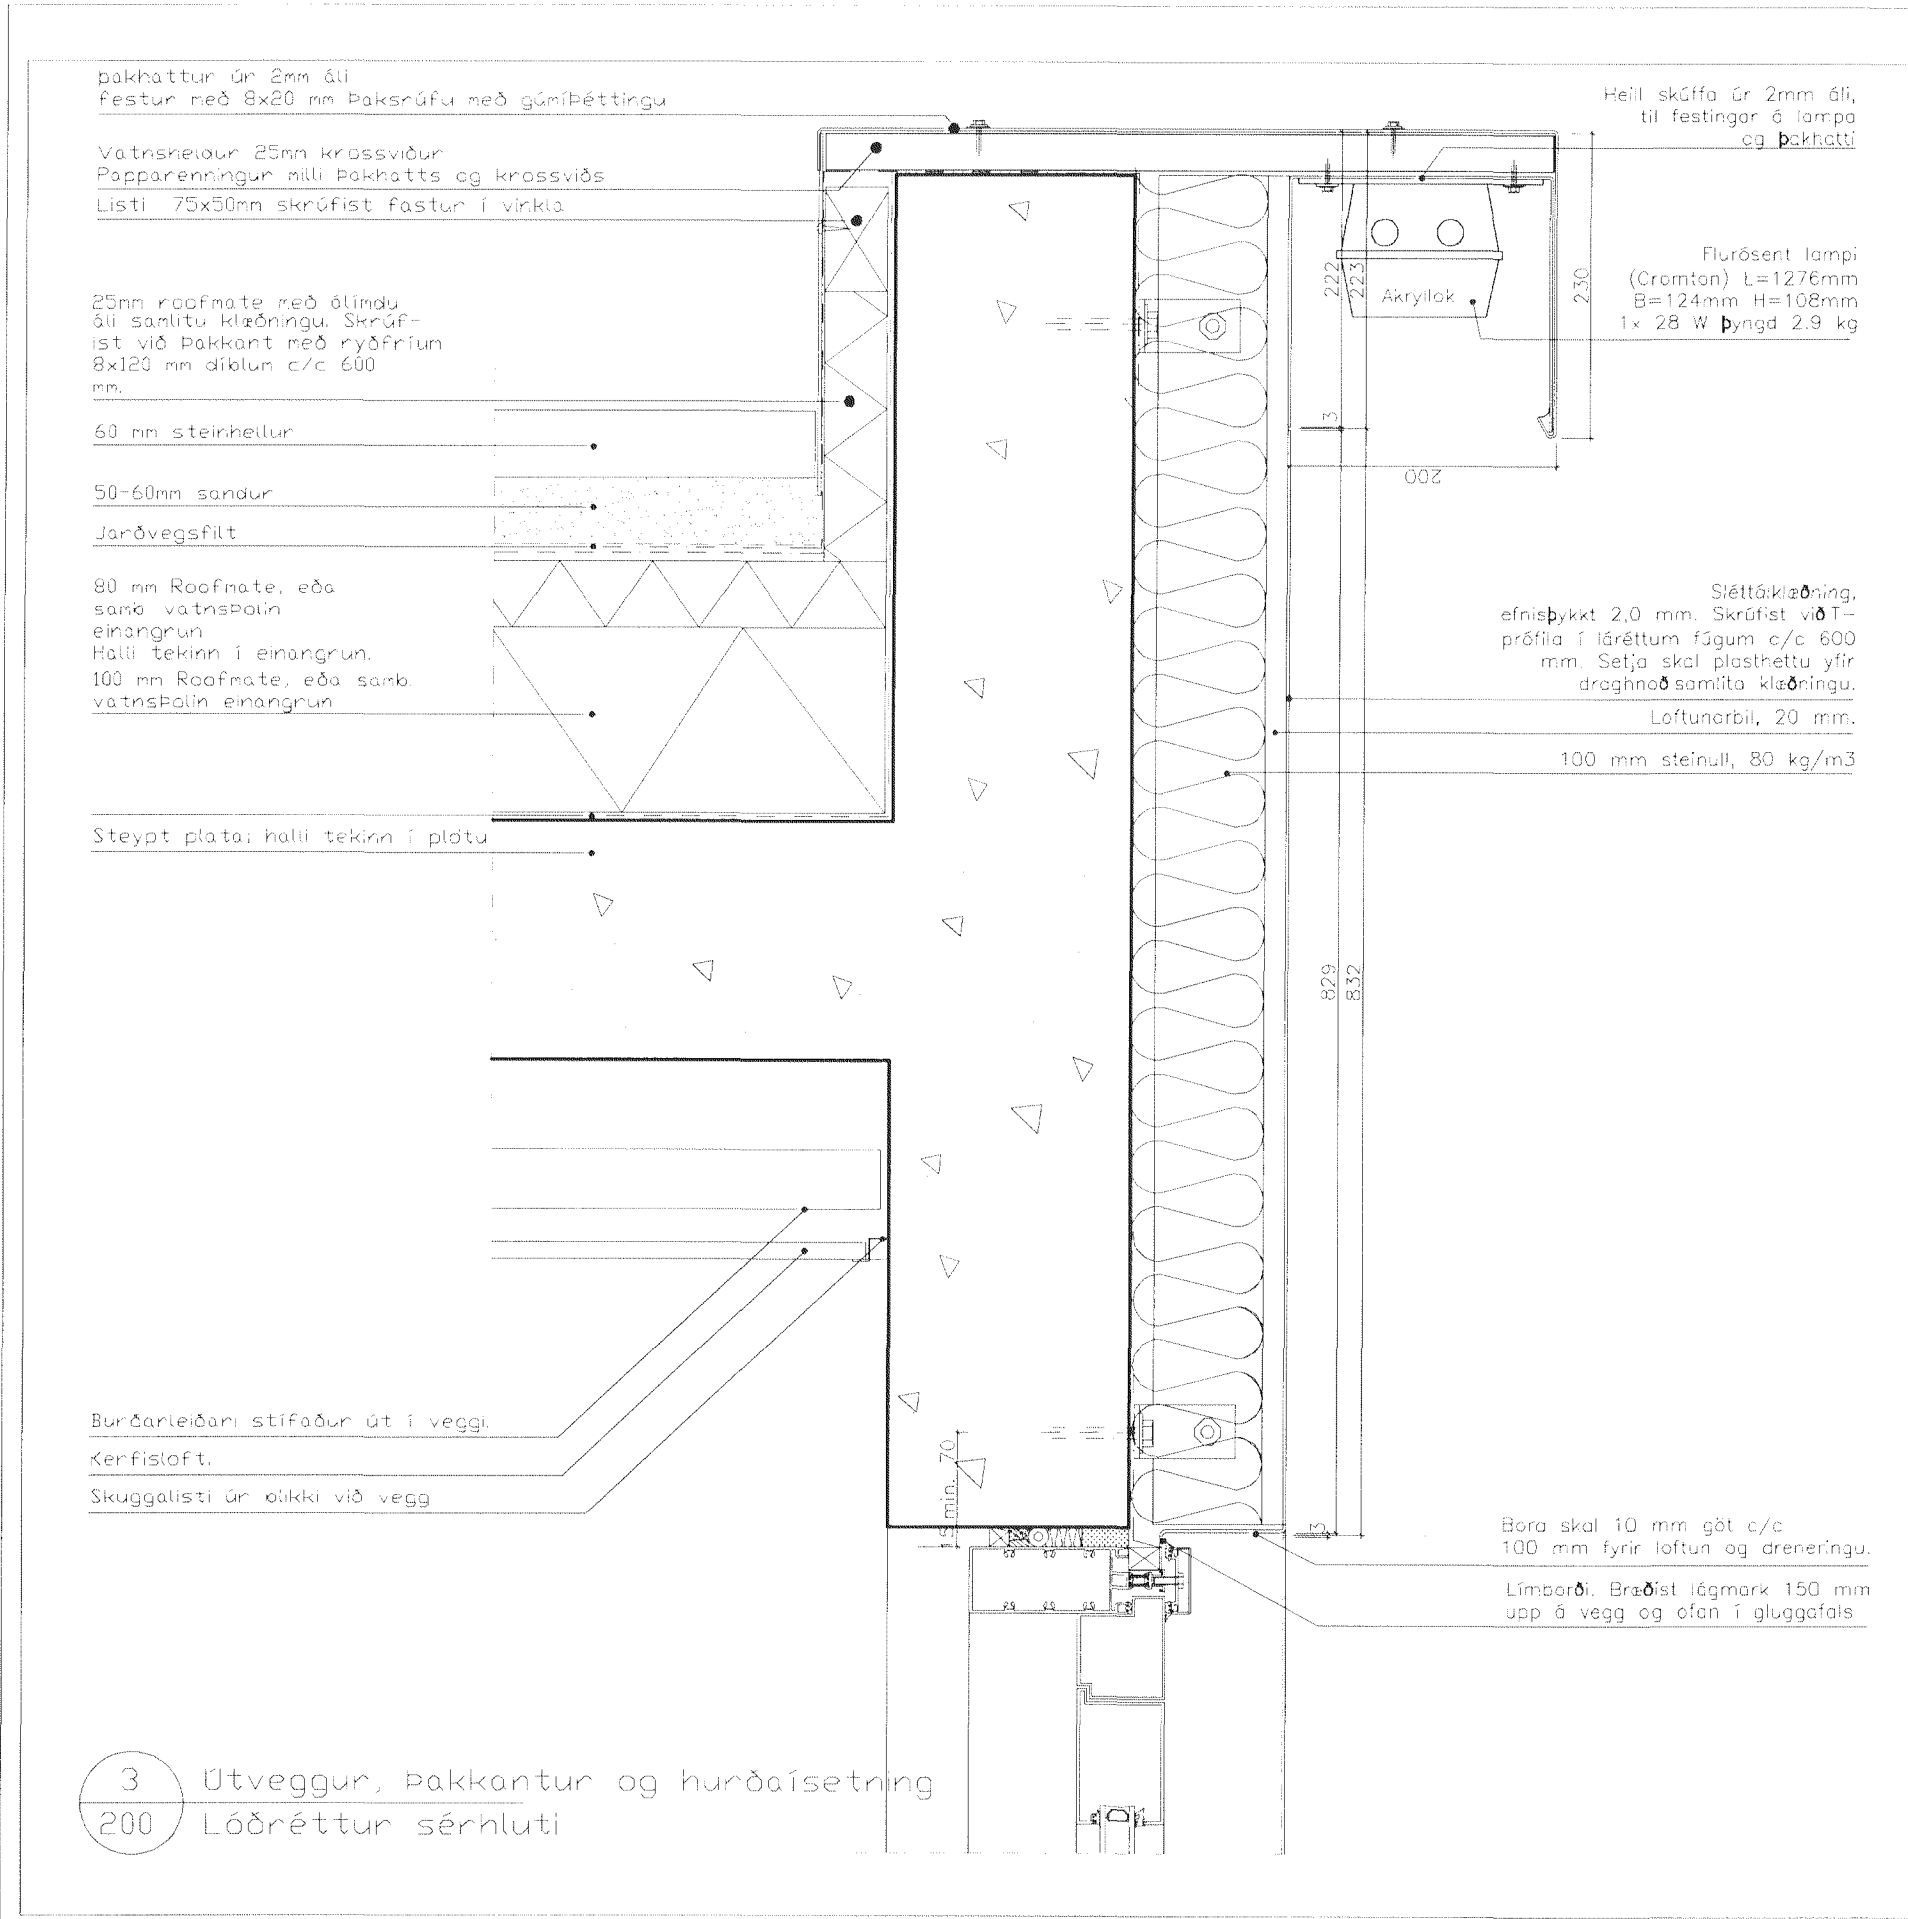 Þakhattur úr 2mm áli
festur með 8x20 mm Þaksrúfu með gúmíÞéttingu
Vatnsheldur 25mm krossviður
Papparenningur milli Þakhatts og krossviðs
Listi 75x50mm skrúfist fastur í vinkla
25mm roofmate með álímdu
áli samlitu klæðningu. Skrúf-
ist við Þakkant með ryðfríum
8x120 mm díblum c/c 600
mm.
60 mm steinhellur
50-60mm sandur
Jarðvegsfilt
80 mm Roofmate, eða
samb vatnsÞolin
einangrun
Halli tekinn í einangrun.
100 mm Roofmate, eða samb.
vatnsÞolin einangrun
Steypt plata; halli tekinn í plötu
Burðarleiðari stífaður út í veggi.
Kerfisloft.
Skuggalisti úr blikki við vegg
Heill skúffa úr 2mm áli,
til festingar á lampa
og þakhatti
Flurósent lampi
(Cromton) L=1276mm
B=124mm H=108mm
1x 28 W þyngd 2.9 kg
Akryllok
222
223
230
3
200
Slétt álklæðning,
efnisþykkt 2,0 mm. Skrúfist við T-
prófíla í láréttum fúgum c/c 600
mm. Setja skal plasthettu yfir
draghnoð samlita klæðningu.
Loftunarbil, 20 mm.
100 mm steinull, 80 kg/m3
829
832
min. 70
15
3
Bora skal 10 mm göt c/c
100 mm fyrir loftun og dreneringu.
Límborði. Bræðist lágmark 150 mm
upp á vegg og ofan í gluggafals
3
200
Útveggur, Þakkantur og hurðaísetning
Lóðréttur sérhluti